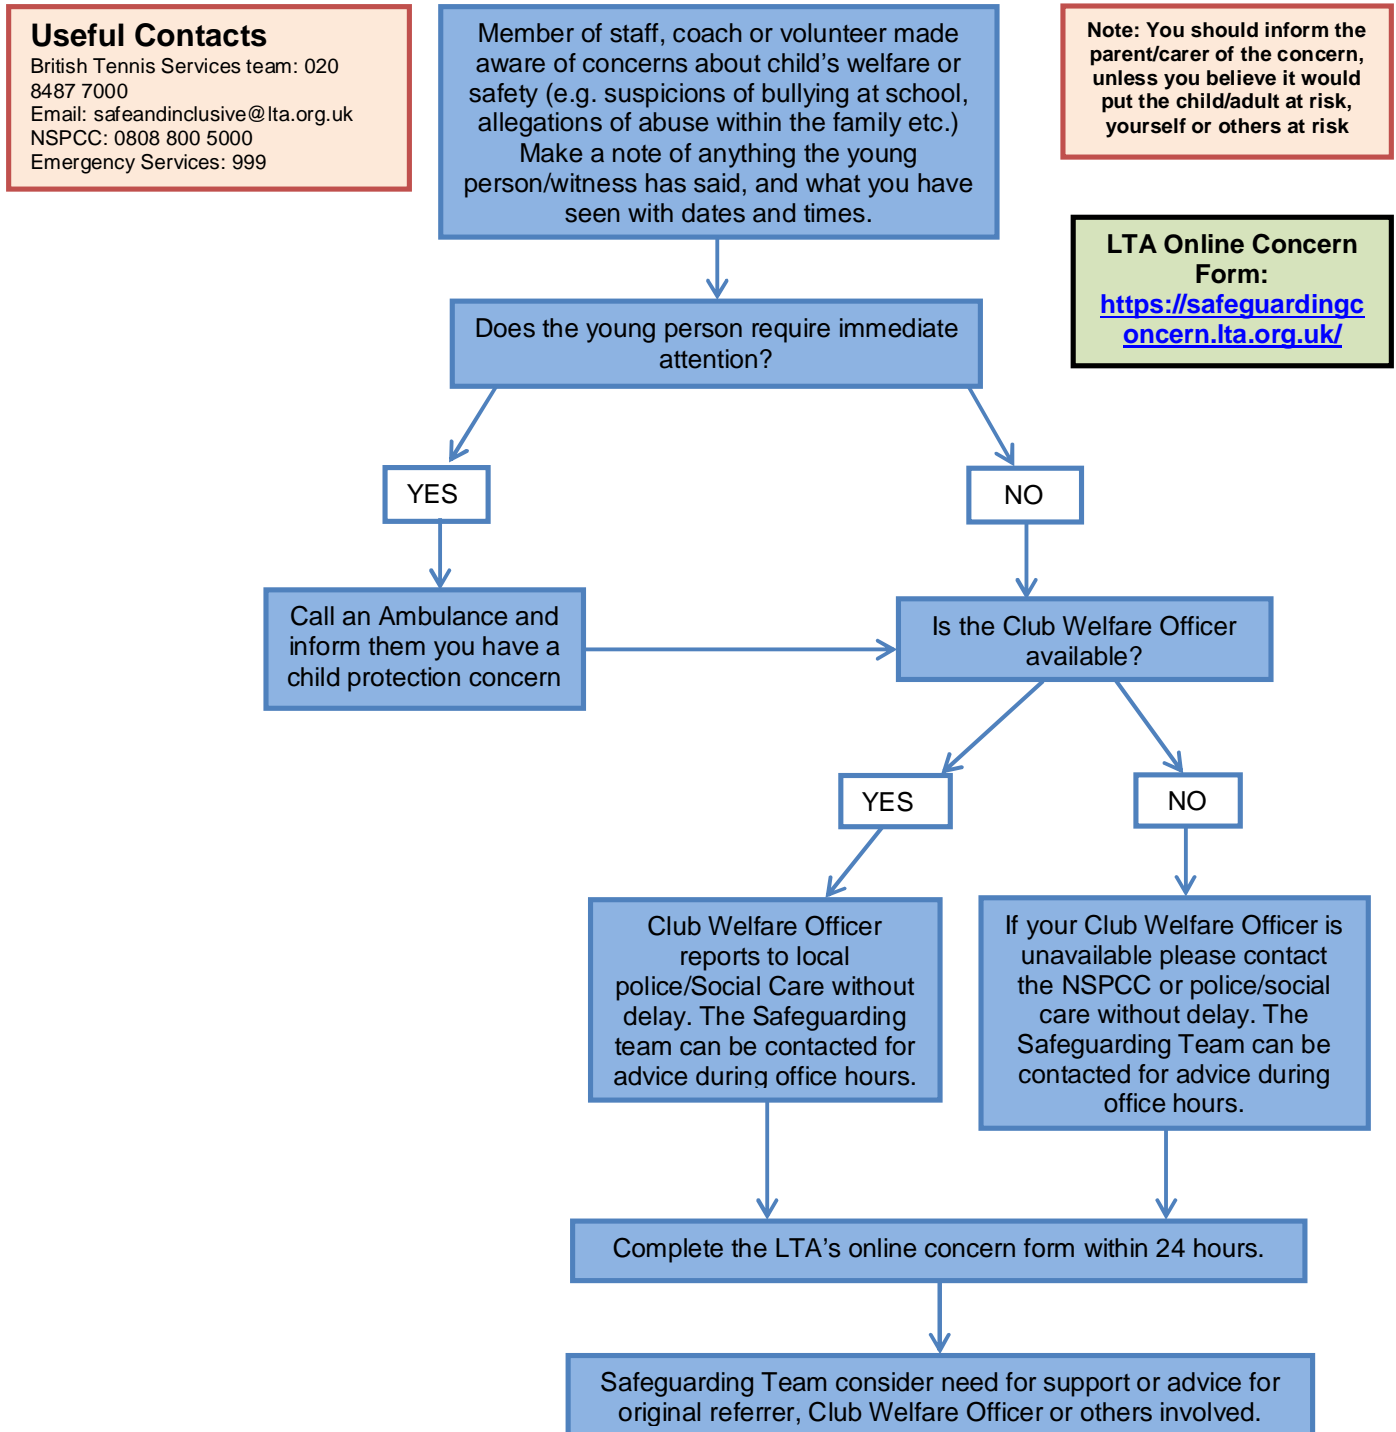 Useful Contacts
British Tennis Services team: 020
8487 7000
Email: safeandinclusive@lta.org.uk
NSPCC: 0808 800 5000
Emergency Services: 999
Member of staff, coach or volunteer made
aware of concerns about child's welfare or
safety (e.g. suspicions of bullying at school,
allegations of abuse within the family etc.)
Make a note of anything the young
person/witness has said, and what you have
seen with dates and times.
Note: You should inform the
parent/carer of the concern,
unless you believe it would
put the child/adult at risk,
yourself or others at risk
LTA Online Concern
Form:
https://safeguardingc
oncern.lta.org.uk/
Does the young person require immediate
attention?
YES
NO
Call an Ambulance and
inform them you have a
child protection concern
Is the Club Welfare Officer
available?
YES
NO
Club Welfare Officer
reports to local
police/Social Care without
delay. The Safeguarding
team can be contacted for
advice during office hours.
If your Club Welfare Officer is
unavailable please contact
the NSPCC or police/social
care without delay. The
Safeguarding Team can be
contacted for advice during
office hours.
Complete the LTA's online concern form within 24 hours.
Safeguarding Team consider need for support or advice for
original referrer, Club Welfare Officer or others involved.